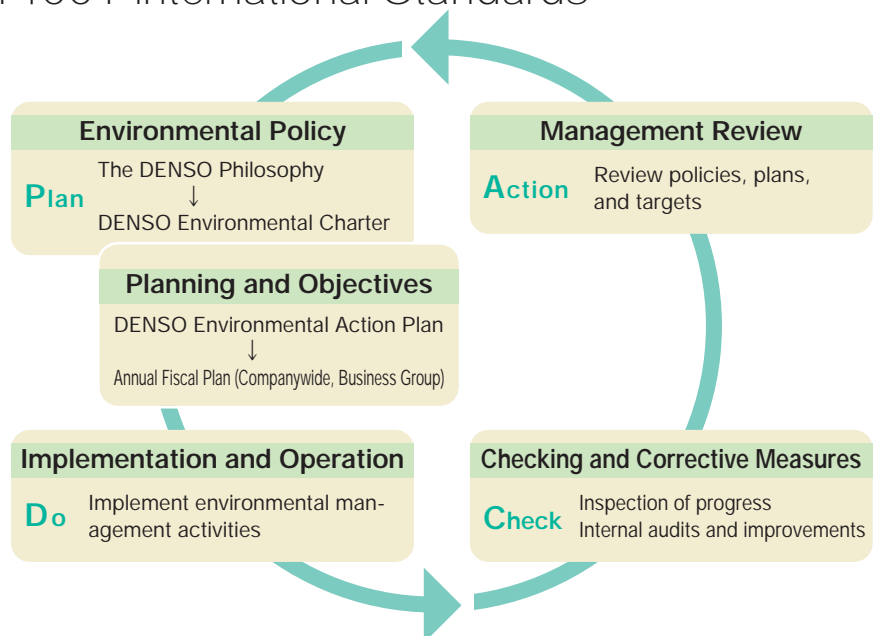 International Standards
Environmental Policy
Plan
The DENSO Philosophy
↓
DENSO Environmental Charter
Planning and Objectives
DENSO Environmental Action Plan
↓
Annual Fiscal Plan (Companywide, Business Group)
Implementation and Operation
Do
Implement environmental man-
agement activities
Checking and Corrective Measures
Check
Inspection of progress
Internal audits and improvements
Management Review
Action
Review policies, plans,
and targets